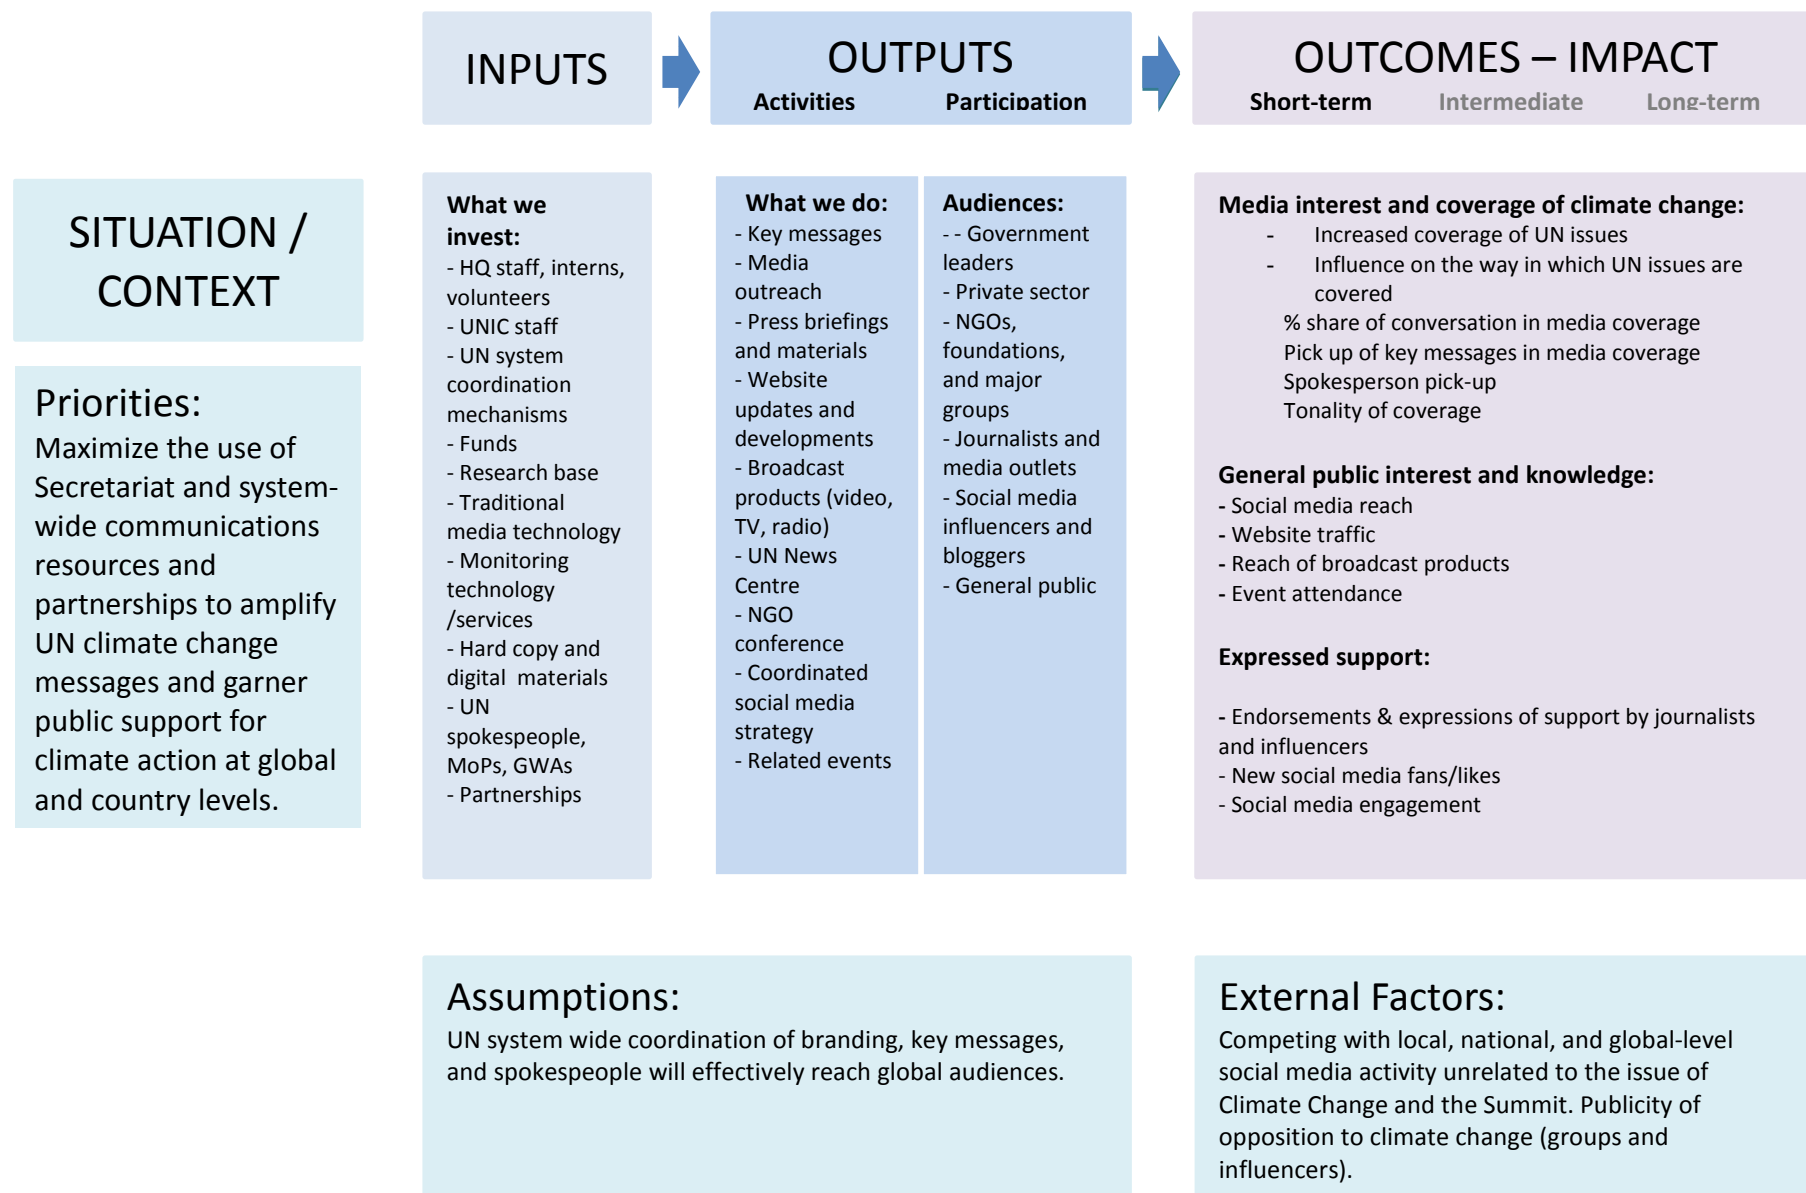 INPUTS
OUTPUTS
Activities Participation
OUTCOMES – IMPACT
Short-term Intermediate Long-term
SITUATION /
CONTEXT
Priorities:
Maximize the use of
Secretariat and system-
wide communications
resources and
partnerships to amplify
UN climate change
messages and garner
public support for
climate action at global
and country levels.
What we
invest:
- HQ staff, interns,
volunteers
- UNIC staff
- UN system
coordination
mechanisms
- Funds
- Research base
- Traditional
media technology
- Monitoring
technology
/services
- Hard copy and
digital materials
- UN
spokespeople,
MoPs, GWAs
- Partnerships
What we do:
- Key messages
- Media
outreach
- Press briefings
and materials
- Website
updates and
developments
- Broadcast
products (video,
TV, radio)
- UN News
Centre
- NGO
conference
- Coordinated
social media
strategy
- Related events
Audiences:
- - Government
leaders
- Private sector
- NGOs,
foundations,
and major
groups
- Journalists and
media outlets
- Social media
influencers and
bloggers
- General public
Media interest and coverage of climate change:
- Increased coverage of UN issues
- Influence on the way in which UN issues are
covered
% share of conversation in media coverage
Pick up of key messages in media coverage
Spokesperson pick-up
Tonality of coverage
General public interest and knowledge:
- Social media reach
- Website traffic
- Reach of broadcast products
- Event attendance
Expressed support:
- Endorsements & expressions of support by journalists
and influencers
- New social media fans/likes
- Social media engagement
Assumptions:
UN system wide coordination of branding, key messages,
and spokespeople will effectively reach global audiences.
External Factors:
Competing with local, national, and global-level
social media activity unrelated to the issue of
Climate Change and the Summit. Publicity of
opposition to climate change (groups and
influencers).